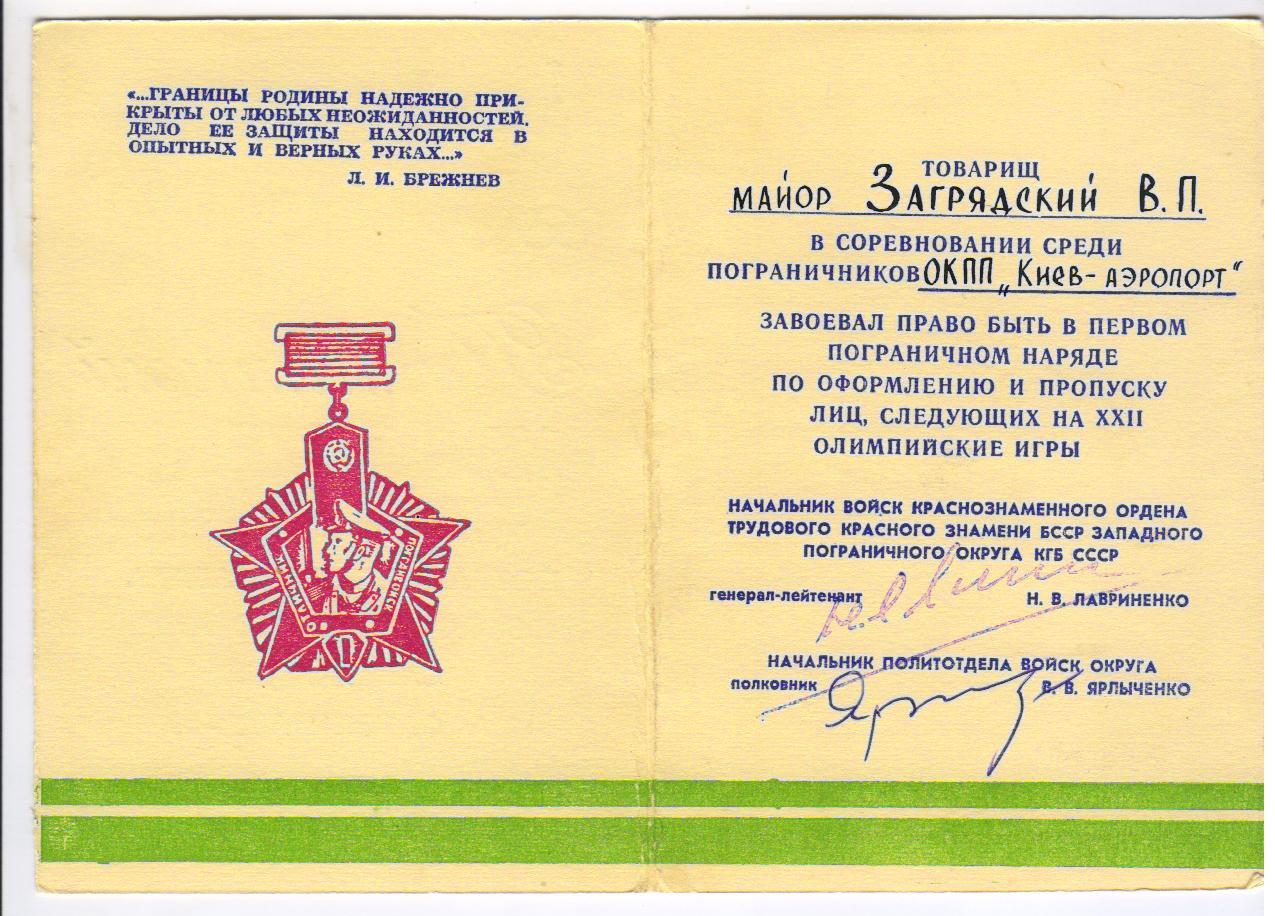 «...ГРАНИЦЫ РОДИНЫ НАДЕЖНО ПРИ-
КРЫТЫ ОТ ЛЮБЫХ НЕОЖИДАННОСТЕЙ.
ДЕЛО ЕЕ ЗАЩИТЫ НАХОДИТСЯ В
ОПЫТНЫХ И ВЕРНЫХ РУКАХ...»
Л. И. БРЕЖНЕВ
ОТЛИЧНИК
ПОГРАНВОЙСК
ТОВАРИЩ
МАЙОР ЗАГРЯДСКИЙ В.П.
В СОРЕВНОВАНИИ СРЕДИ
ПОГРАНИЧНИКОВ ОКПП „КИЕВ-АЭРОПОРТ"
ЗАВОЕВАЛ ПРАВО БЫТЬ В ПЕРВОМ
ПОГРАНИЧНОМ НАРЯДЕ
ПО ОФОРМЛЕНИЮ И ПРОПУСКУ
ЛИЦ, СЛЕДУЮЩИХ НА XXII
ОЛИМПИЙСКИЕ ИГРЫ
НАЧАЛЬНИК ВОЙСК КРАСНОЗНАМЕННОГО ОРДЕНА
ТРУДОВОГО КРАСНОГО ЗНАМЕНИ БССР ЗАПАДНОГО
ПОГРАНИЧНОГО ОКРУГА КГБ СССР
генерал-лейтенант Н. В. ЛАВРИНЕНКО
НАЧАЛЬНИК ПОЛИТОТДЕЛА ВОЙСК ОКРУГА
полковник В. В. ЯРЛЫЧЕНКО